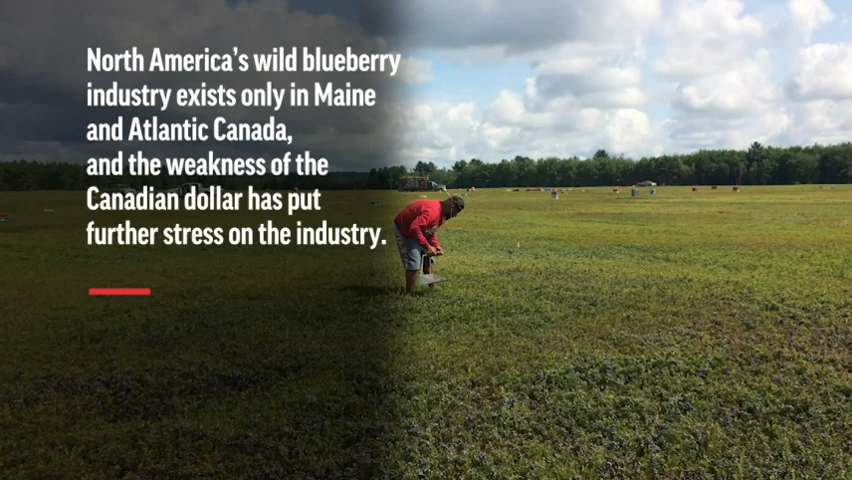 North America's wild blueberry
industry exists only in Maine
and Atlantic Canada,
and the weakness of the
Canadian dollar has put
further stress on the industry.